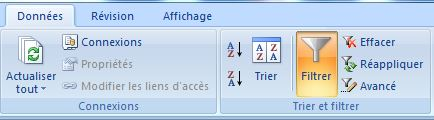 Données Révision Affichage
Actualiser tout
Connexions
Propriétés
Modifier les liens d'accès
Connexions
A Z
Z A
A Z Z A
Trier
Filtrer
Effacer
Réappliquer
Avancé
Trier et filtrer